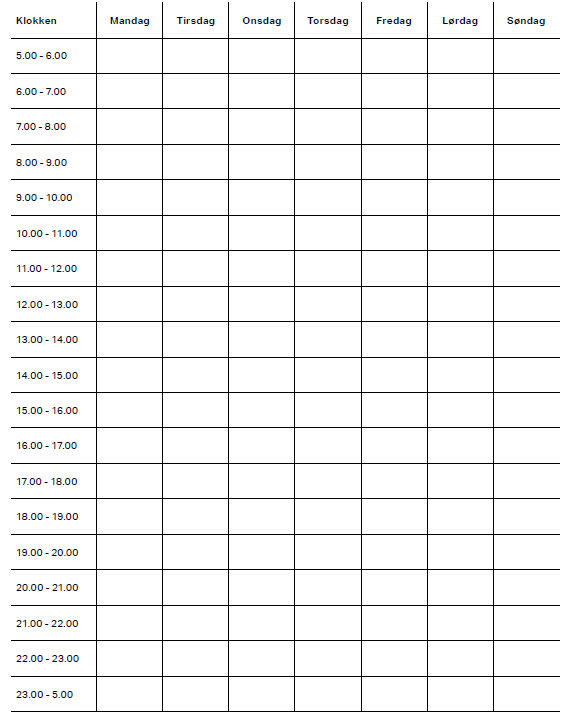 Klokken Mandag Tirsdag Onsdag Torsdag Fredag Lørdag Søndag
5.00 - 6.00
6.00 - 7.00
7.00 - 8.00
8.00 - 9.00
9.00 - 10.00
10.00 - 11.00
11.00 - 12.00
12.00 - 13.00
13.00 - 14.00
14.00 - 15.00
15.00 - 16.00
16.00 - 17.00
17.00 - 18.00
18.00 - 19.00
19.00 - 20.00
20.00 - 21.00
21.00 - 22.00
22.00 - 23.00
23.00 - 5.00